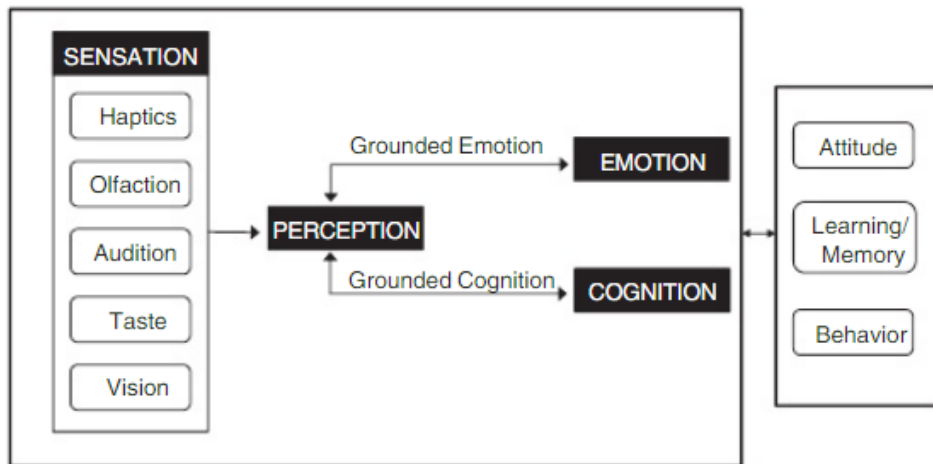 SENSATION
Haptics
Olfaction
Audition
Taste
Vision
PERCEPTION
Grounded Emotion
EMOTION
Grounded Cognition
COGNITION
Attitude
Learning/
Memory
Behavior